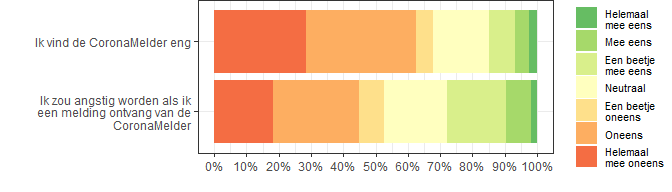 Ik vind de CoronaMelder eng
Ik zou angstig worden als ik
een melding ontvang van de
CoronaMelder
0% 10% 20% 30% 40% 50% 60% 70% 80% 90% 100%
Helemaal
mee eens
Mee eens
Een beetje
mee eens
Neutraal
Een beetje
oneens
Oneens
Helemaal
mee oneens